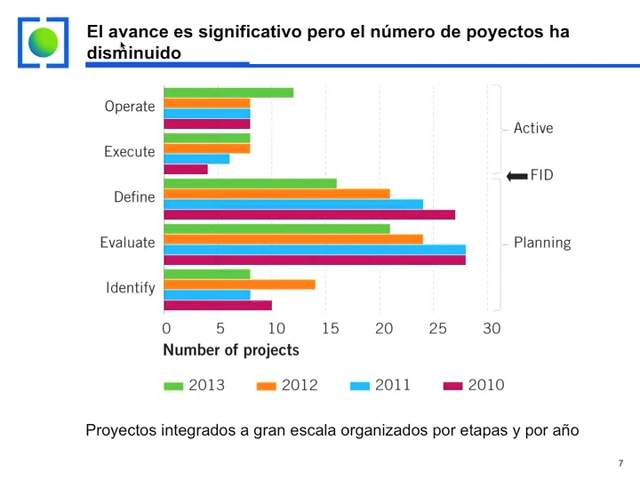 El avance es significativo pero el número de poyectos ha
disminuido
Operate
Execute
Define
Evaluate
Identify
Active
FID
Planning
0 5 10 15 20 25 30
Number of projects
2013 2012 2011 2010
Proyectos integrados a gran escala organizados por etapas y por año
7